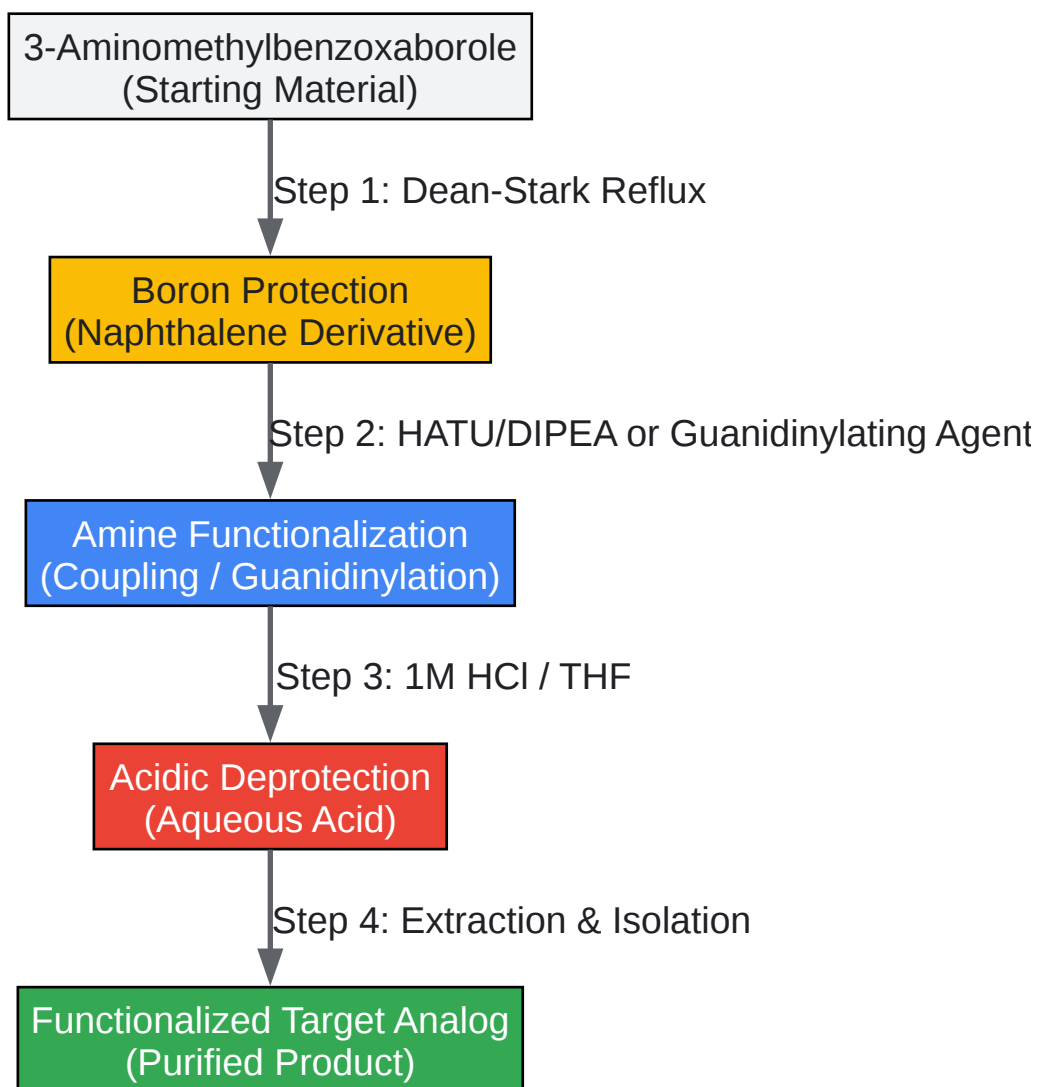 3-Aminomethylbenzoxaborole
(Starting Material)
Step 1: Dean-Stark Reflux
Boron Protection
(Naphthalene Derivative)
Step 2: HATU/DIPEA or Guanidinylating Agent
Amine Functionalization
(Coupling / Guanidinylation)
Step 3: 1M HCl / THF
Acidic Deprotection
(Aqueous Acid)
Step 4: Extraction & Isolation
Functionalized Target Analog
(Purified Product)